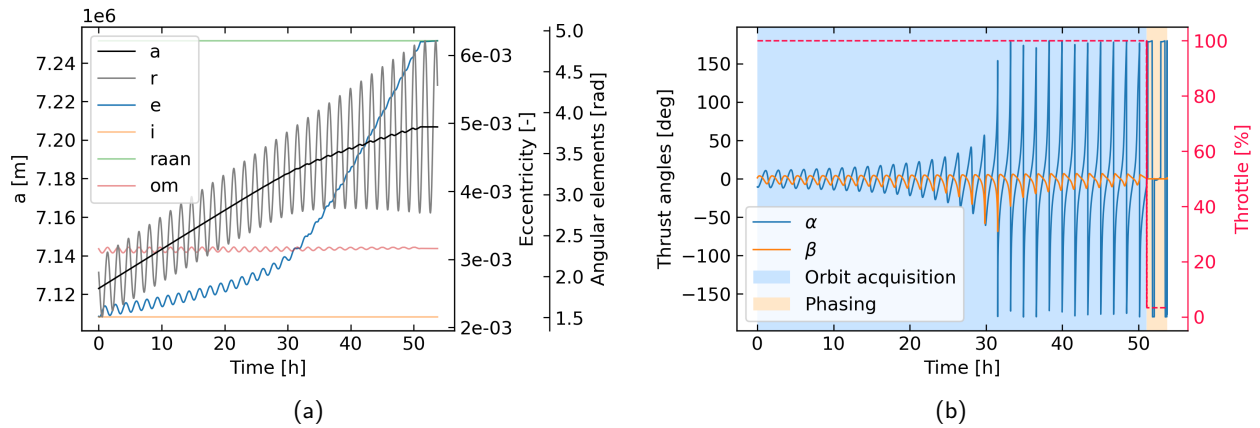 1e6
7.24
7.22
7.20
7.18
7.16
7.14
7.12
a [m]
a
r
e
i
raan
om
0
10
20
30
40
50
Time [h]
6e-03
5e-03
4e-03
3e-03
2e-03
Eccentricity [-]
5.0
4.5
4.0
3.5
3.0
2.5
2.0
1.5
Angular elements [rad]
(a)
150
100
50
0
−50
−100
−150
Thrust angles [deg]
α
β
Orbit acquisition
Phasing
0
10
20
30
40
50
Time [h]
100
80
60
40
20
0
Throttle [%]
(b)